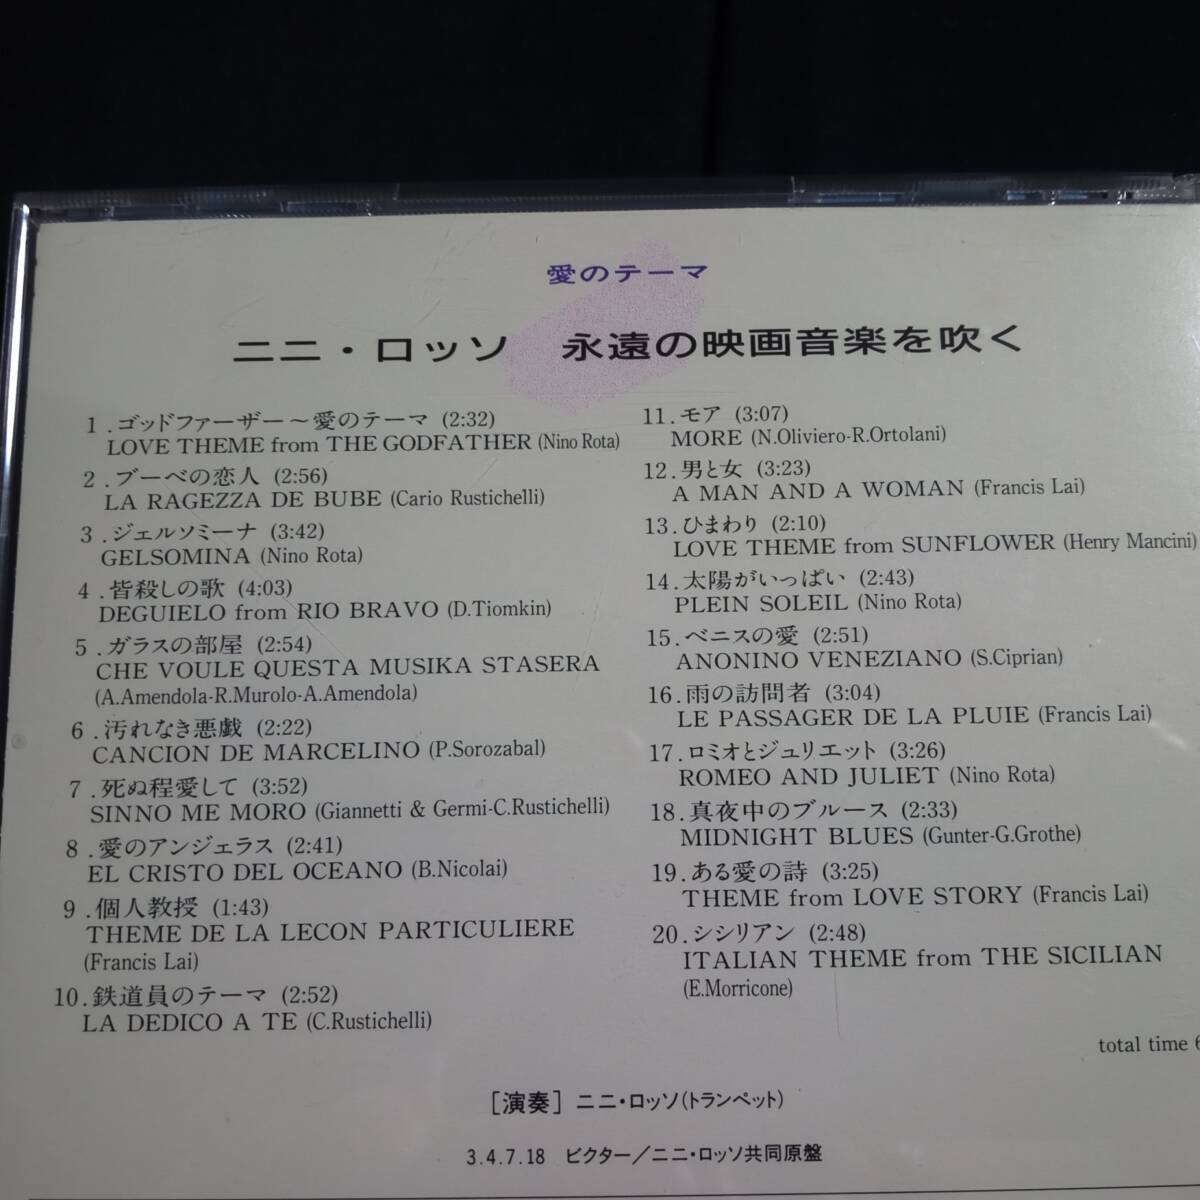 愛のテーマ
ニニ・ロッソ 永遠の映画音楽を吹く
1.ゴッドファーザー〜愛のテーマ (2:32)
LOVE THEME from THE GODFATHER (Nino Rota)
2.ブーベの恋人 (2:56)
LA RAGEZZA DE BUBE (Cario Rustichelli)
3.ジェルソミーナ (3:42)
GELSOMINA (Nino Rota)
4.皆殺しの歌 (4:03)
DEGUIELO from RIO BRAVO (D.Tiomkin)
5.ガラスの部屋 (2:54)
CHE VOULE QUESTA MUSIKA STASERA
(A.Amendola-R.Murolo-A.Amendola)
6.汚れなき悪戯 (2:22)
CANCION DE MARCELINO (P.Sorozabal)
7.死ぬ程愛して (3:52)
SINNO ME MORO (Giannetti & Germi-C.Rustichelli)
8.愛のアンジェラス (2:41)
EL CRISTO DEL OCEANO (B.Nicolai)
9.個人教授 (1:43)
THEME DE LA LECON PARTICULIERE
(Francis Lai)
10.鉄道員のテーマ (2:52)
LA DEDICO A TE (C.Rustichelli)
11.モア (3:07)
MORE (N.Oliviero-R.Ortolani)
12.男と女 (3:23)
A MAN AND A WOMAN (Francis Lai)
13.ひまわり (2:10)
LOVE THEME from SUNFLOWER (Henry Mancini)
14.太陽がいっぱい (2:43)
PLEIN SOLEIL (Nino Rota)
15.ベニスの愛 (2:51)
ANONINO VENEZIANO (S.Ciprian)
16.雨の訪問者 (3:04)
LE PASSAGER DE LA PLUIE (Francis Lai)
17.ロミオとジュリエット (3:26)
ROMEO AND JULIET (Nino Rota)
18.真夜中のブルース (2:33)
MIDNIGHT BLUES (Gunter-G.Grothe)
19.ある愛の詩 (3:25)
THEME from LOVE STORY (Francis Lai)
20.シシリアン (2:48)
ITALIAN THEME from THE SICILIAN
(E.Morricone)
total time
[演奏] ニニ・ロッソ(トランペット)
3.4.7.18 ビクター/ニニ・ロッソ共同原盤